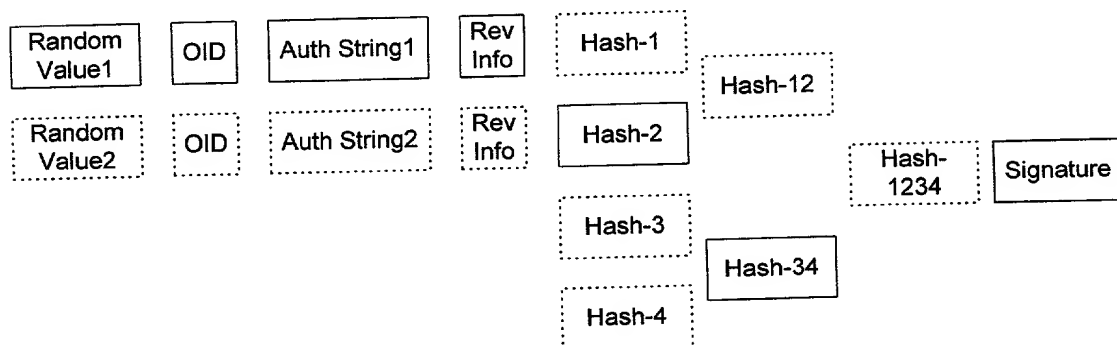 Random
Value1
OID
Auth String1
Rev
Info
Hash-1
Hash-12
Random
Value2
OID
Auth String2
Rev
Info
Hash-2
Hash-
1234
Signature
Hash-3
Hash-34
Hash-4